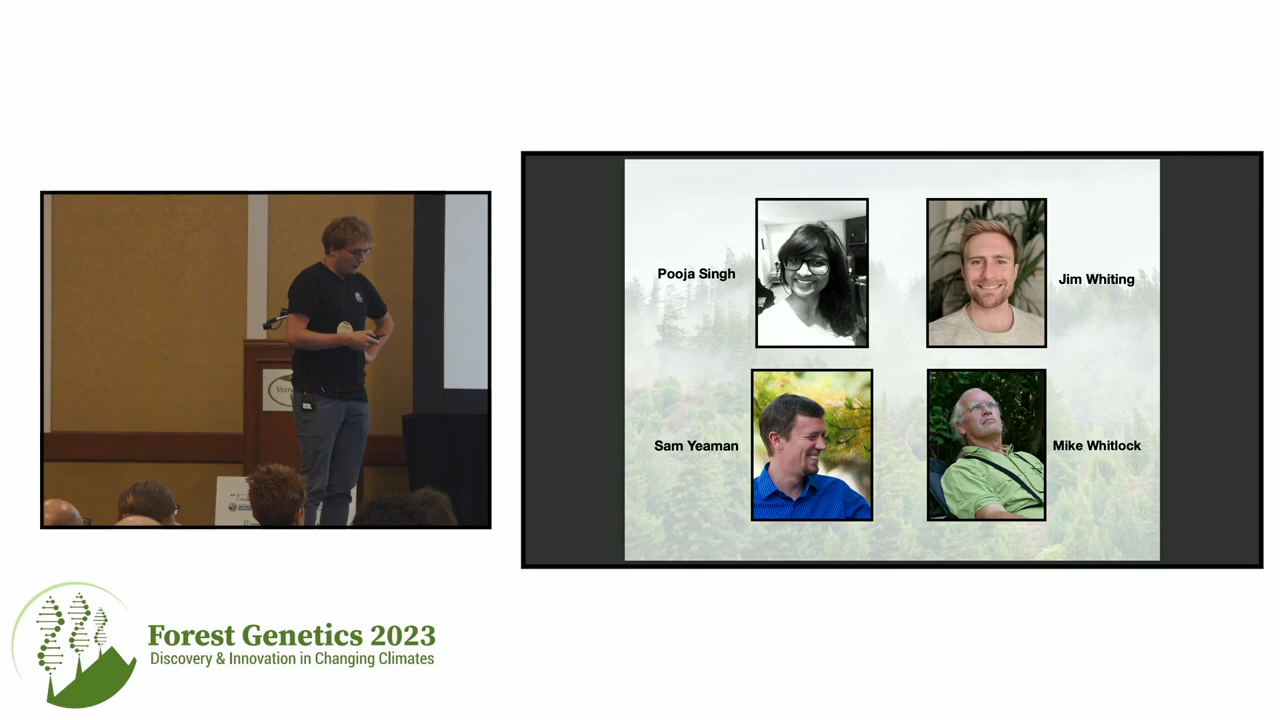 Pooja Singh
Jim Whiting
Sam Yeaman
Mike Whitlock
Forest Genetics 2023
Discovery & Innovation in Changing Climates